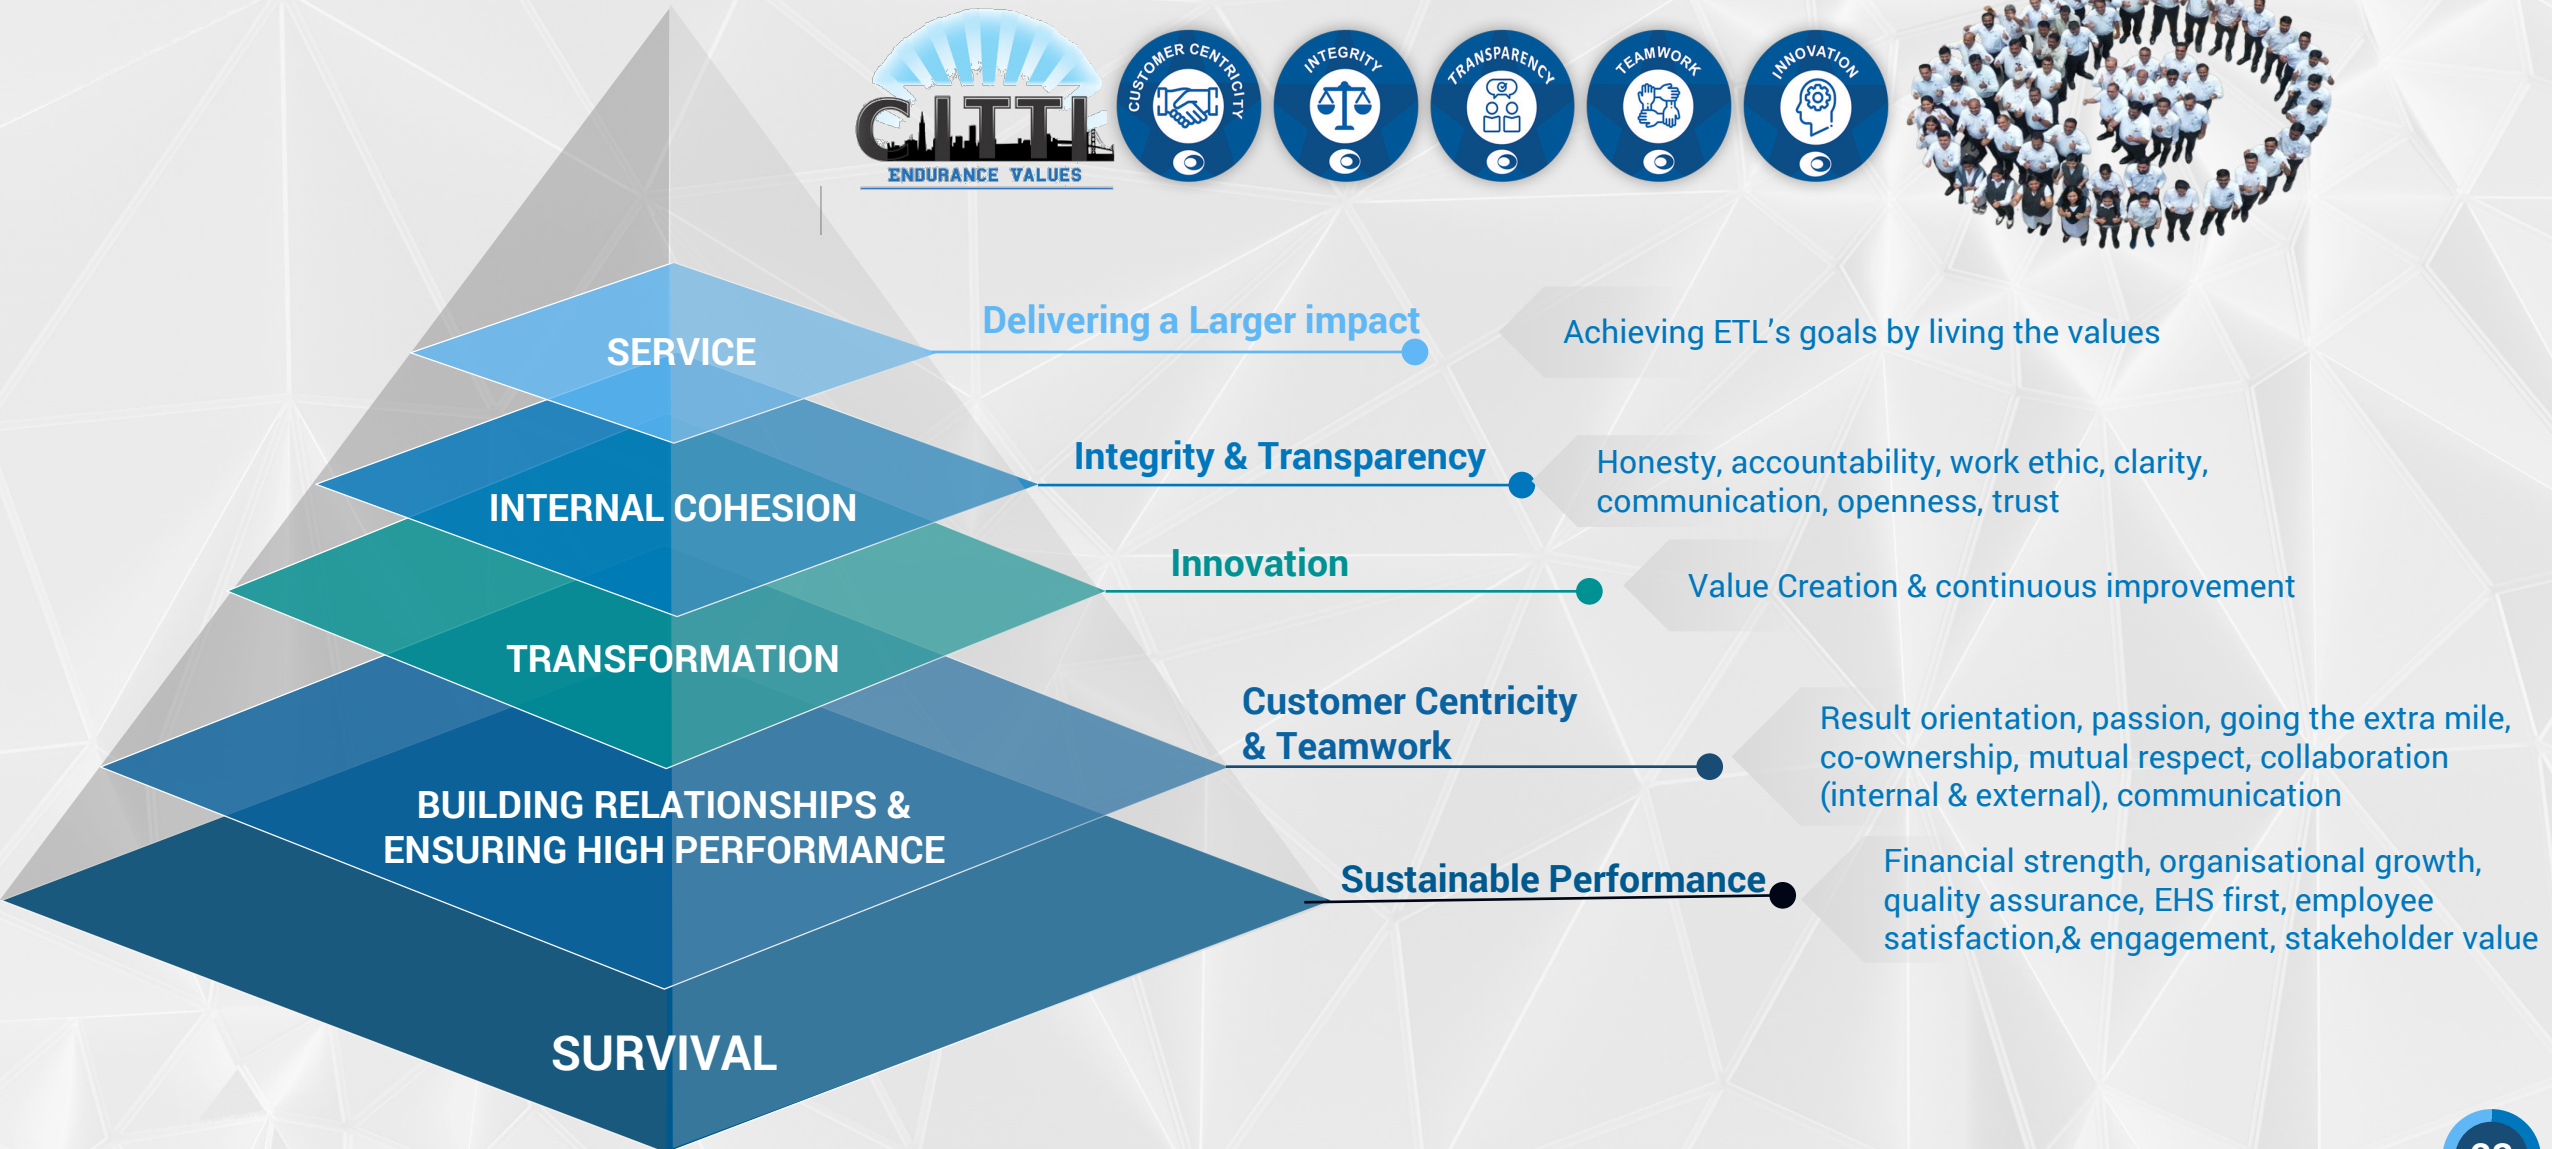 CITTI
ENDURANCE VALUES
CUSTOMER CENTRICITY
INTEGRITY
TRANSPARENCY
TEAMWORK
INNOVATION
SERVICE
Delivering a Larger impact
Achieving ETL’s goals by living the values
INTERNAL COHESION
Integrity & Transparency
Honesty, accountability, work ethic, clarity,
communication, openness, trust
TRANSFORMATION
Innovation
Value Creation & continuous improvement
BUILDING RELATIONSHIPS &
ENSURING HIGH PERFORMANCE
Customer Centricity
& Teamwork
Result orientation, passion, going the extra mile,
co-ownership, mutual respect, collaboration
(internal & external), communication
SURVIVAL
Sustainable Performance
Financial strength, organisational growth,
quality assurance, EHS first, employee
satisfaction,& engagement, stakeholder value